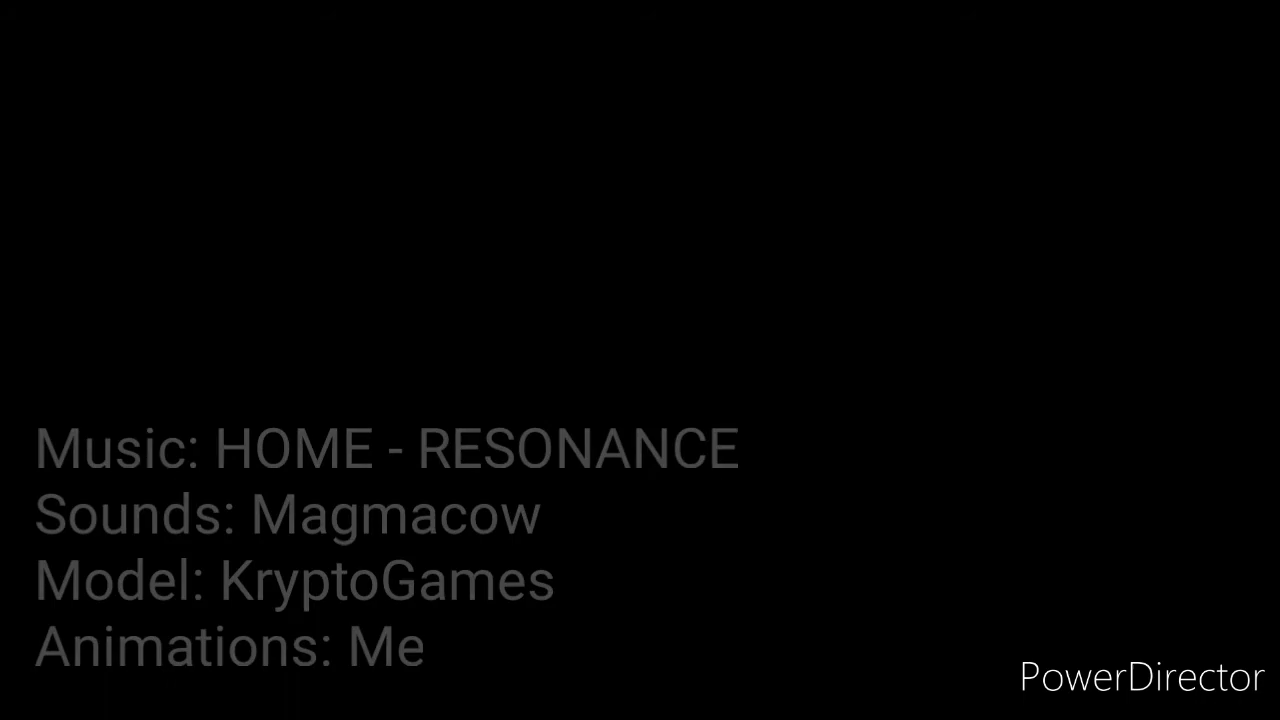 Music: HOME - RESONANCE
Sounds: Magmacow
Model: KryptoGames
Animations: Me
PowerDirector